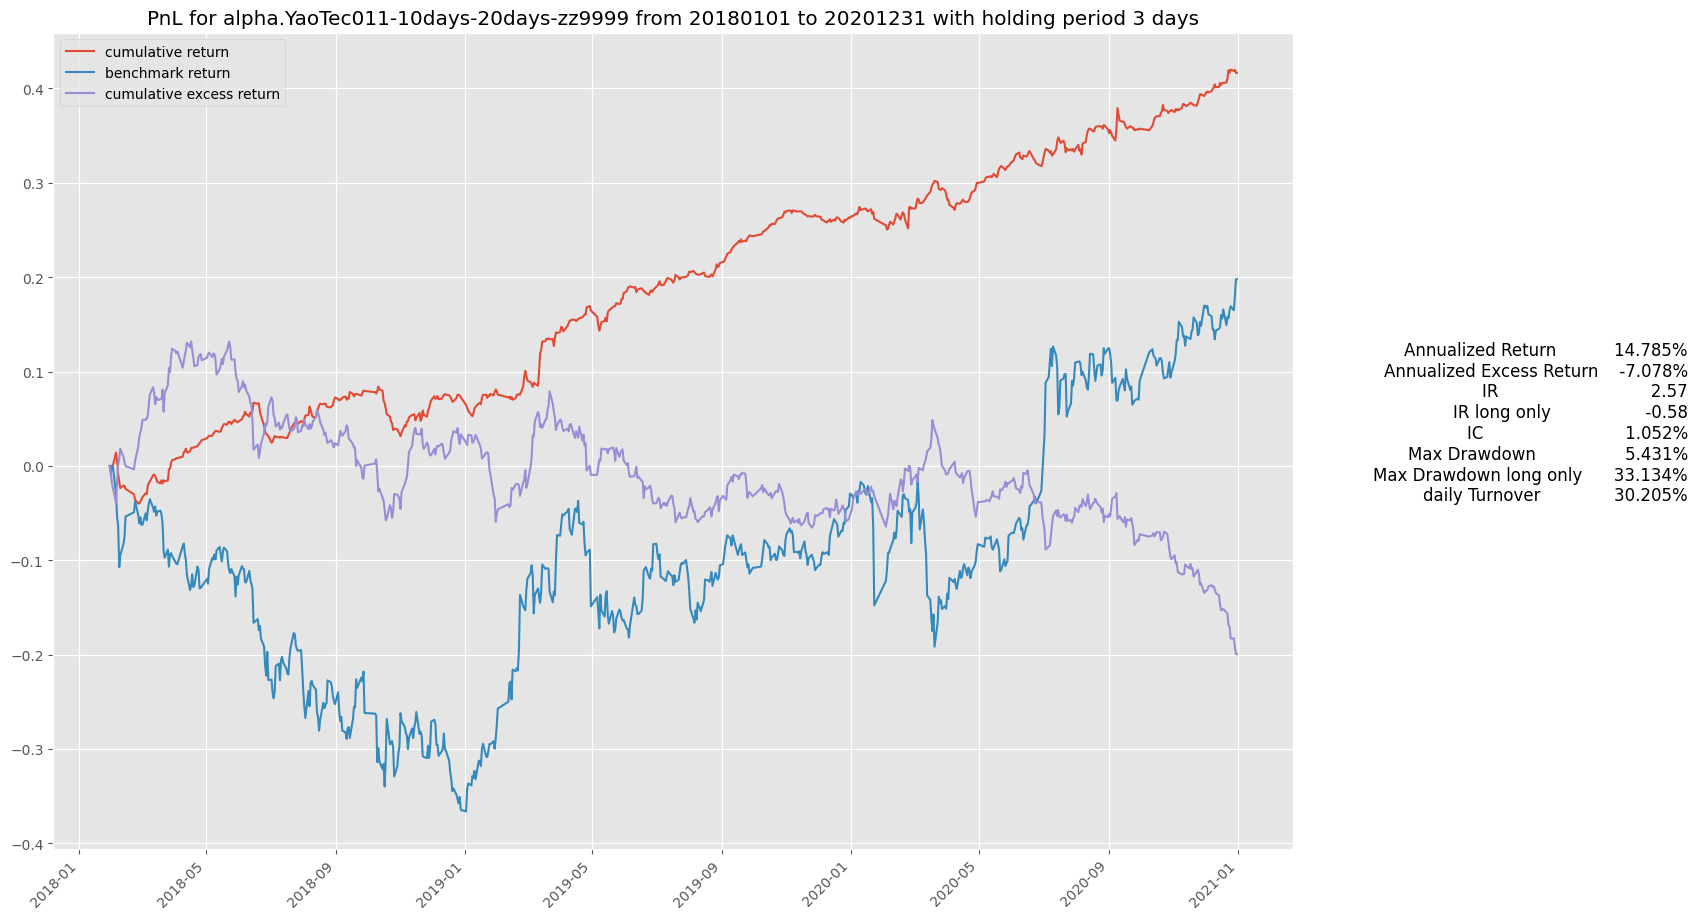 PnL for alpha.YaoTec011-10days-20days-zz9999 from 20180101 to 20201231 with holding period 3 days
cumulative return
benchmark return
cumulative excess return
0.4
0.3
0.2
0.1
0.0
−0.1
−0.2
−0.3
−0.4
2018-01
2018-05
2018-09
2019-01
2019-05
2019-09
2020-01
2020-05
2020-09
2021-01
Annualized Return 14.785%
Annualized Excess Return -7.078%
IR 2.57
IR long only -0.58
IC 1.052%
Max Drawdown 5.431%
Max Drawdown long only 33.134%
daily Turnover 30.205%